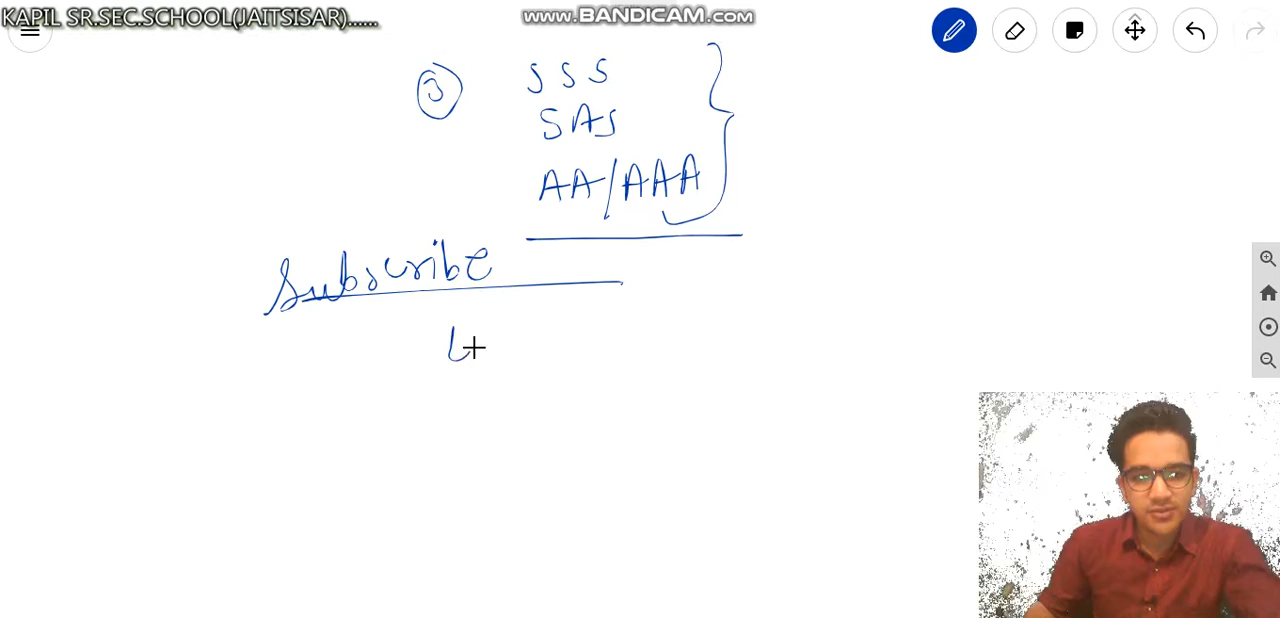 KAPIL SR.SEC.SCHOOL(JAITSISAR)......
www.BANDICAM.com
3 SSS
SAS
AA/AAA
Subscribe